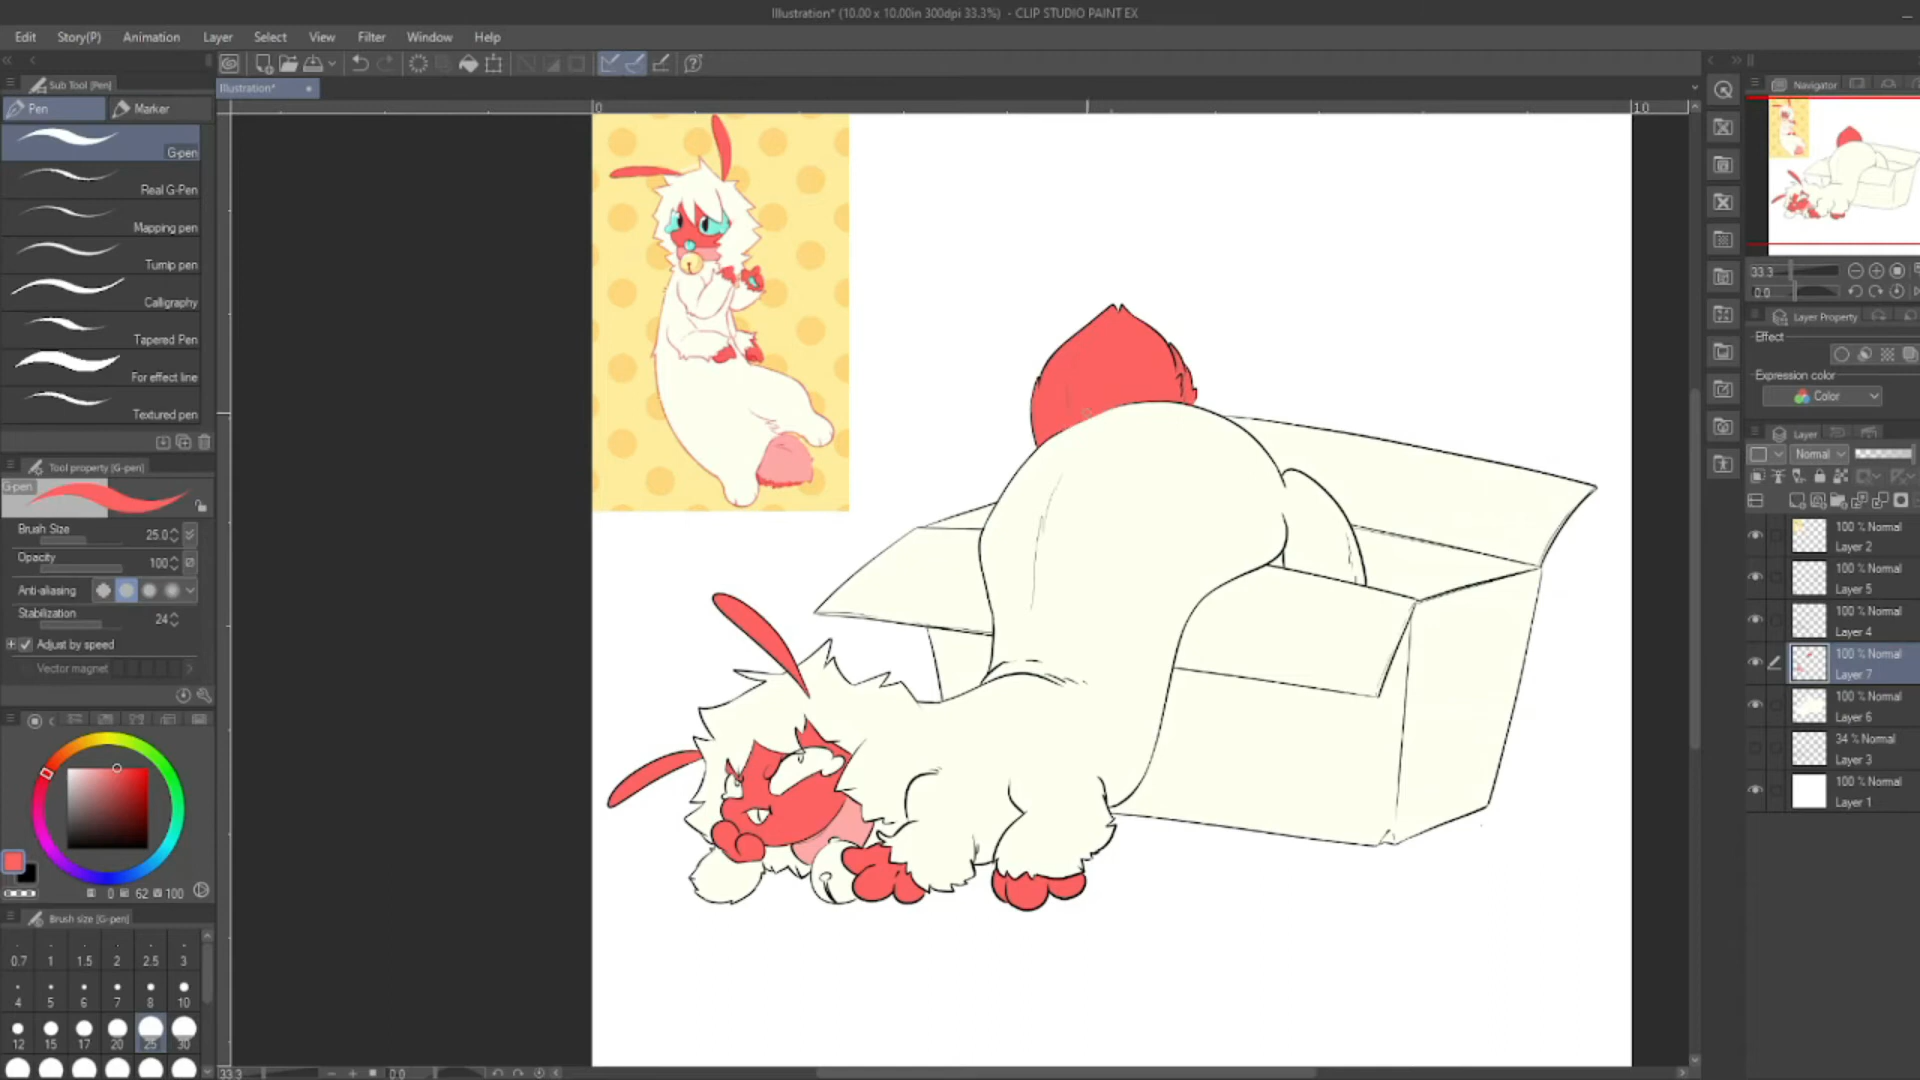 Illustration* (10.00 x 10.00in 300dpi 33.3%) - CLIP STUDIO PAINT EX
Edit Story(P) Animation Layer Select View Filter Window Help
Sub Tool [Pen]
Illustration*
Navigator
Pen Marker
0 10
G-pen
Real G-Pen
Mapping pen
Turnip pen
Calligraphy
Tapered Pen
For effect line
Textured pen
33.3
0.0
Layer Property
Effect
Expression color
Color
Layer
Normal
100 % Normal
Layer 2
100 % Normal
Layer 5
100 % Normal
Layer 4
100 % Normal
Layer 7
100 % Normal
Layer 6
34 % Normal
Layer 3
100 % Normal
Layer 1
Tool property [G-pen]
G-pen
Brush Size 25.0
Opacity 100
Anti-aliasing
Stabilization 24
Adjust by speed
Vector magnet
0 62 100
Brush size [G-pen]
0.7 1 1.5 2 2.5 3
4 5 6 7 8 10
12 15 17 20 25 30
33.3 0.0